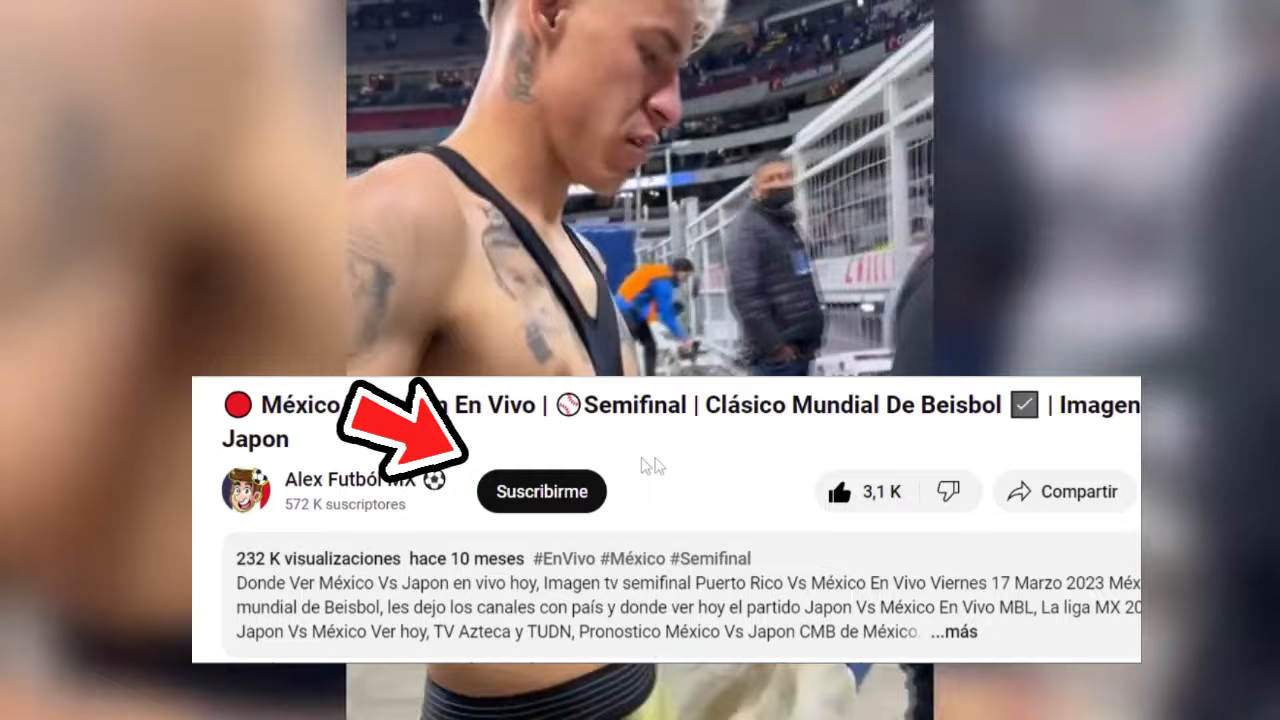 🔴 México En Vivo | ⚾Semifinal | Clásico Mundial De Beisbol ☑ | Imagen
Japon
Alex Futbol MX ⚽
572 K suscriptores
Suscribirme
3,1 K
Compartir
232 K visualizaciones hace 10 meses #EnVivo #México #Semifinal
Donde Ver México Vs Japon en vivo hoy, Imagen tv semifinal Puerto Rico Vs México En Vivo Viernes 17 Marzo 2023 Méx
mundial de Beisbol, les dejo los canales con país y donde ver hoy el partido Japon Vs México En Vivo MBL, La liga MX 20
Japon Vs México Ver hoy, TV Azteca y TUDN, Pronostico México Vs Japon CMB de México. ...más